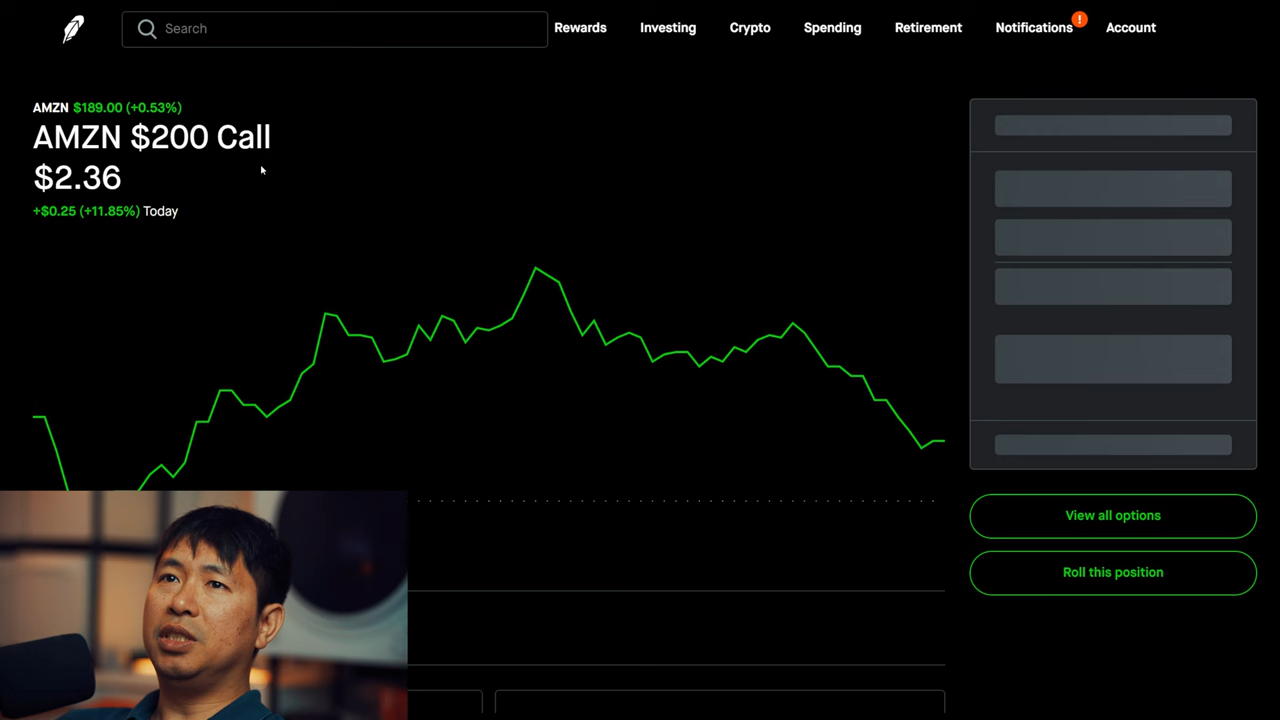 Search
Rewards
Investing
Crypto
Spending
Retirement
Notifications
!
Account
AMZN $189.00 (+0.53%)
AMZN $200 Call
$2.36
+$0.25 (+11.85%) Today
View all options
Roll this position